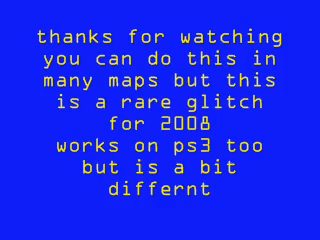 thanks for watching
you can do this in
many maps but this
is a rare glitch
for 2008
works on ps3 too
but is a bit
differnt